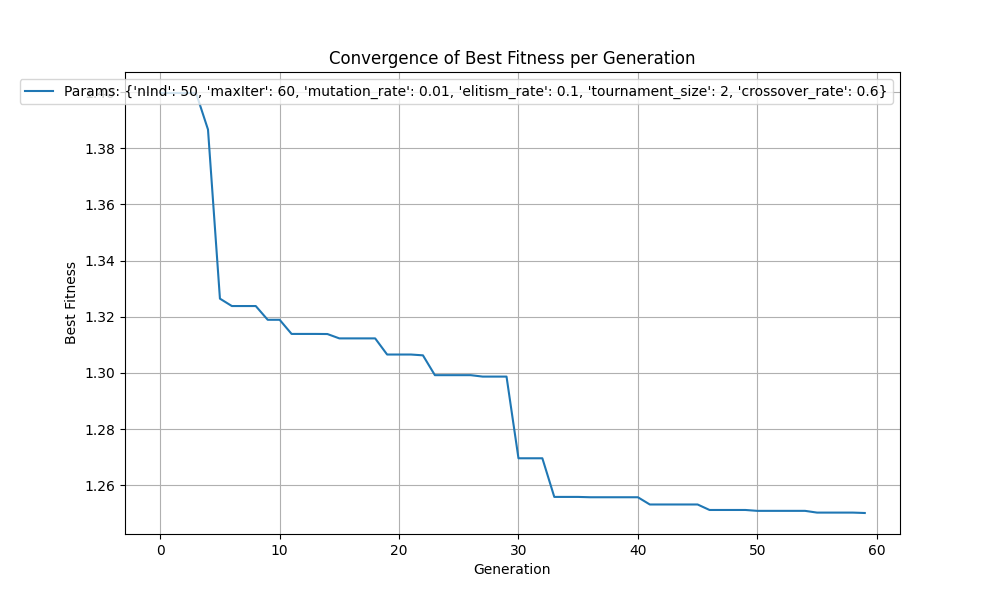 Convergence of Best Fitness per Generation
Params: {'nInd': 50, 'maxIter': 60, 'mutation_rate': 0.01, 'elitism_rate': 0.1, 'tournament_size': 2, 'crossover_rate': 0.6}
1.38
1.36
1.34
1.32
1.30
1.28
1.26
Best Fitness
0 10 20 30 40 50 60
Generation